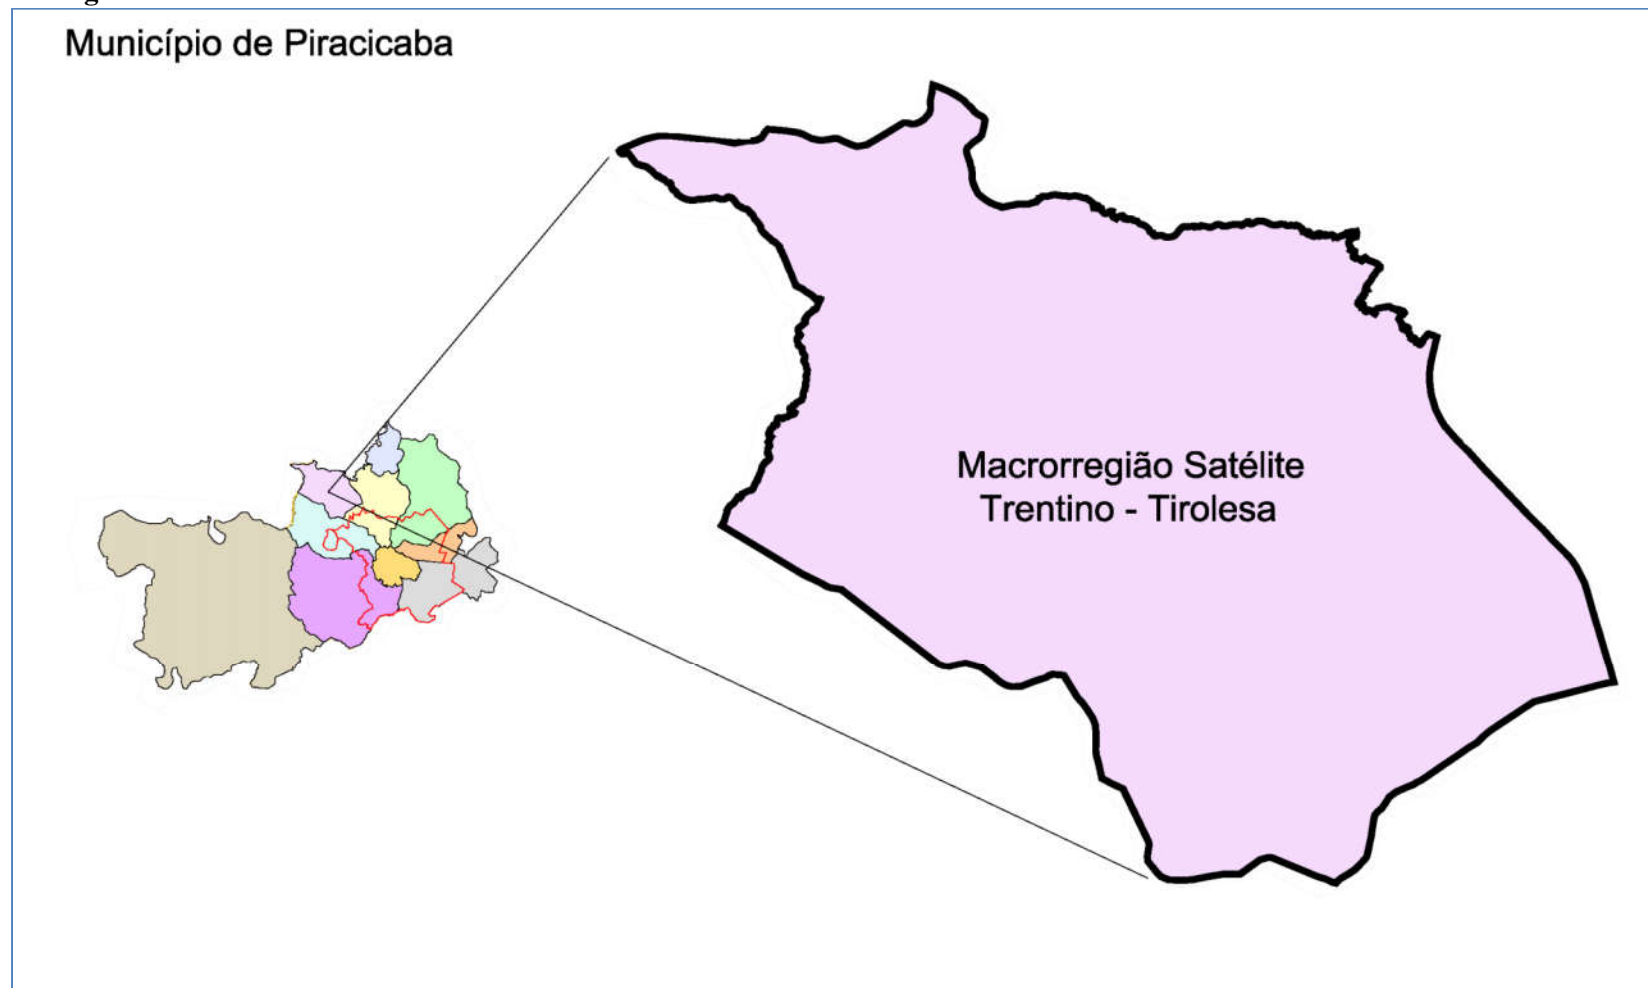 Município de Piracicaba
Macrorregião Satélite
Trentino - Tirolesa